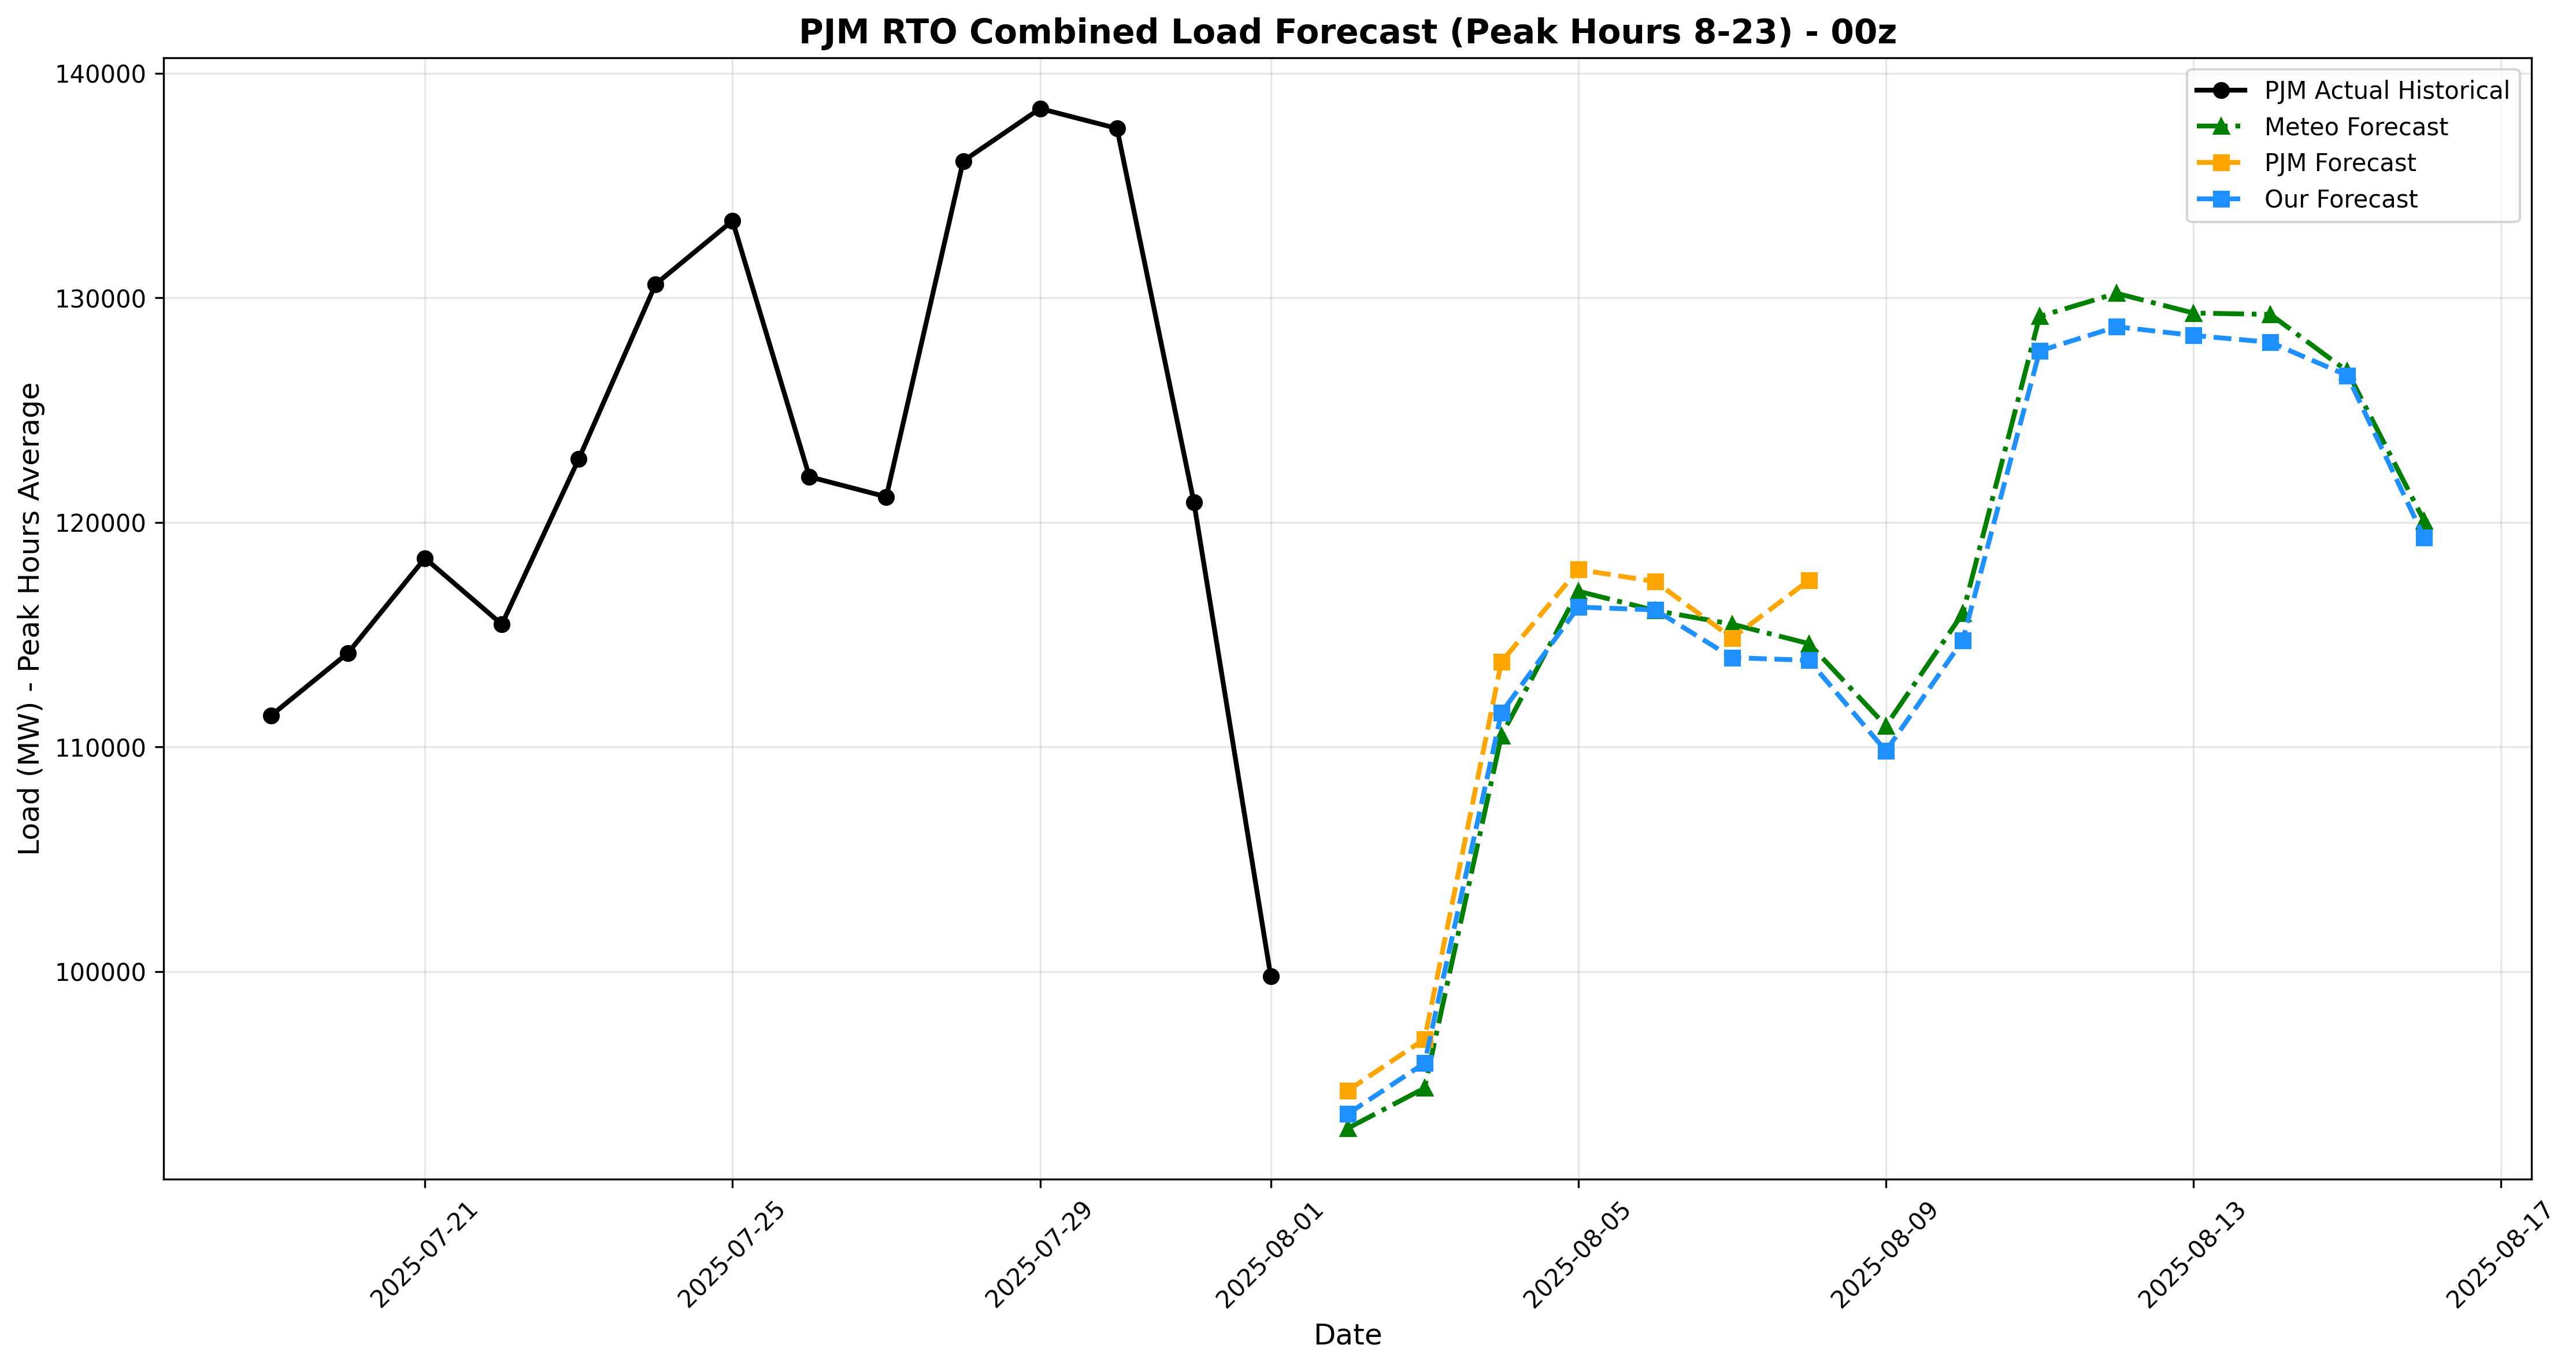 PJM RTO Combined Load Forecast (Peak Hours 8-23) - 00z
PJM Actual Historical
Meteo Forecast
PJM Forecast
Our Forecast
Load (MW) - Peak Hours Average
140000
130000
120000
110000
100000
2025-07-21
2025-07-25
2025-07-29
2025-08-01
2025-08-05
2025-08-09
2025-08-13
2025-08-17
Date